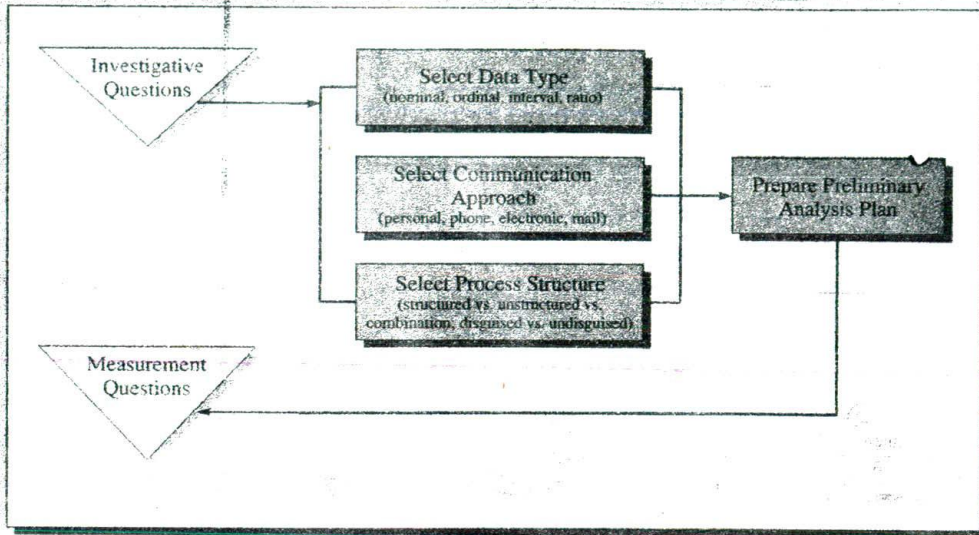 Investigative
Questions
Select Data Type
(nominal, ordinal, interval, ratio)
Select Communication
Approach
(personal, phone, electronic, mail)
Prepare Preliminary
Analysis Plan
Select Process Structure
(structured vs. unstructured vs.
combination, disguised vs. undisguised)
Measurement
Questions